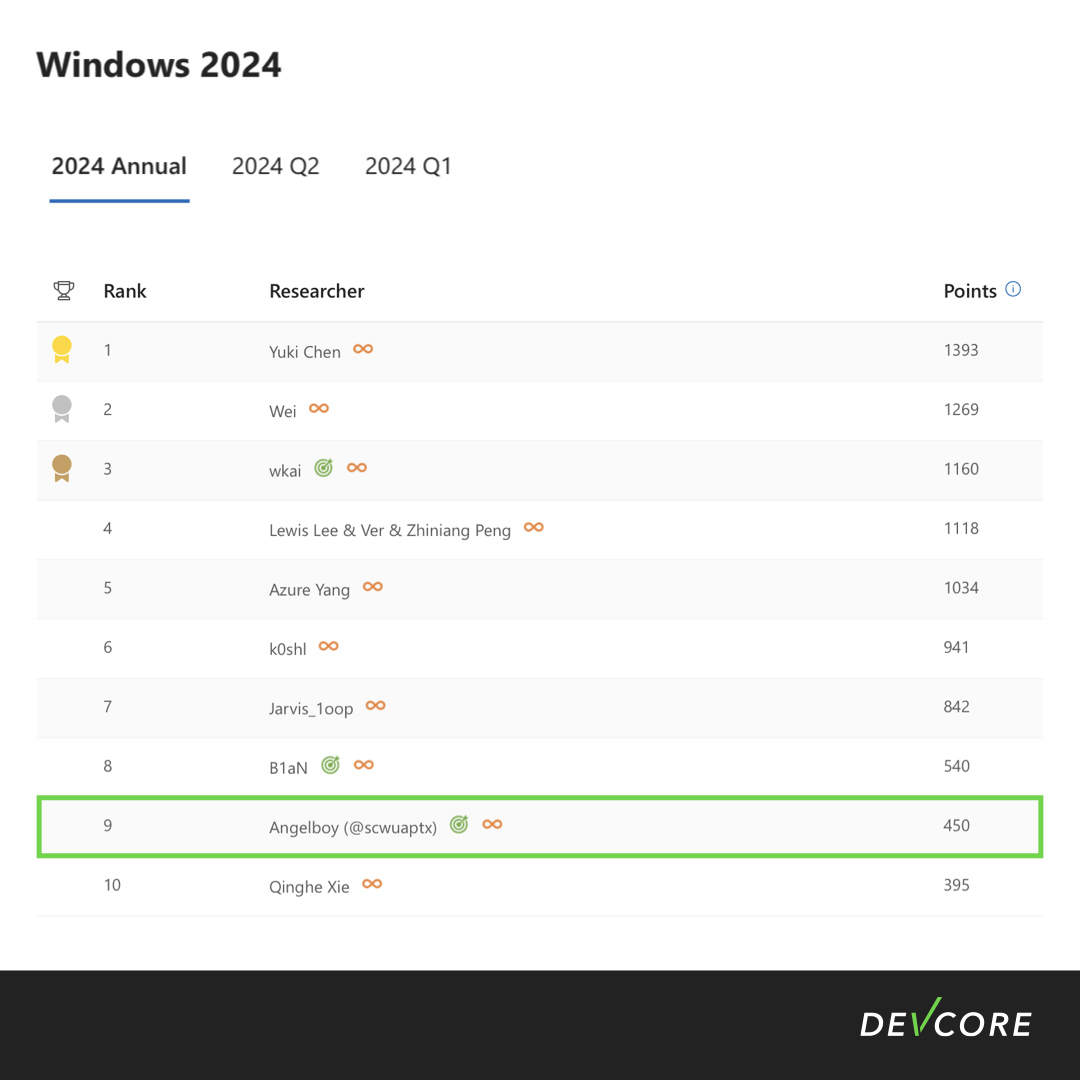 Windows 2024
2024 Annual 2024 Q2 2024 Q1
Rank Researcher Points
1 Yuki Chen 1393
2 Wei 1269
3 wkai 1160
4 Lewis Lee & Ver & Zhiniang Peng 1118
5 Azure Yang 1034
6 k0shl 941
7 Jarvis_1oop 842
8 B1aN 540
9 Angelboy (@scwuaptx) 450
10 Qinghe Xie 395
DEVCORE